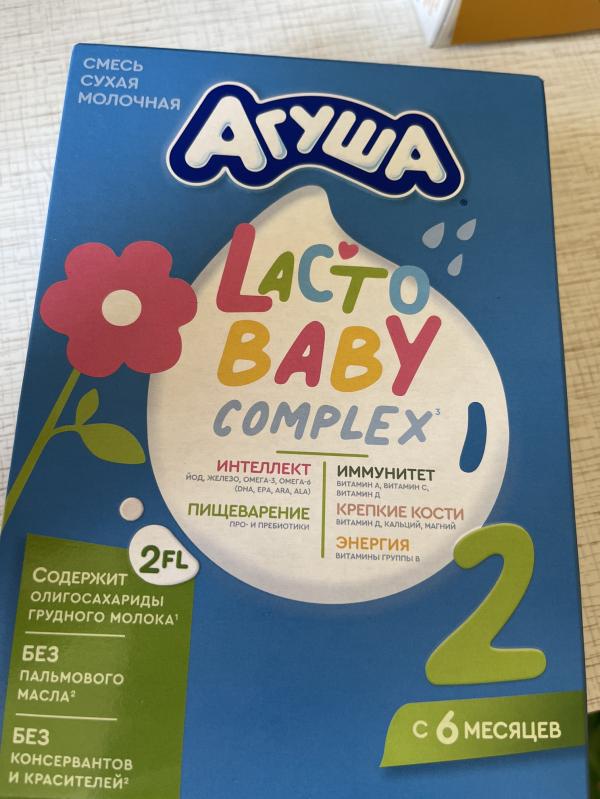 СМЕСЬ
СУХАЯ
МОЛОЧНАЯ
АГУША
®
LACTO
BABY
COMPLEX³
ИНТЕЛЛЕКТ
ЙОД, ЖЕЛЕЗО, ОМЕГА-3, ОМЕГА-6
(DHA, EPA, ARA, ALA)
ПИЩЕВАРЕНИЕ
ПРО- И ПРЕБИОТИКИ
ИММУНИТЕТ
ВИТАМИН А, ВИТАМИН С,
ВИТАМИН Д
КРЕПКИЕ КОСТИ
ВИТАМИН Д, КАЛЬЦИЙ, МАГНИЙ
ЭНЕРГИЯ
ВИТАМИНЫ ГРУППЫ В
2FL
СОДЕРЖИТ
ОЛИГОСАХАРИДЫ
ГРУДНОГО МОЛОКА¹
БЕЗ
ПАЛЬМОВОГО
МАСЛА²
БЕЗ
КОНСЕРВАНТОВ
И КРАСИТЕЛЕЙ²
2
С 6 МЕСЯЦЕВ